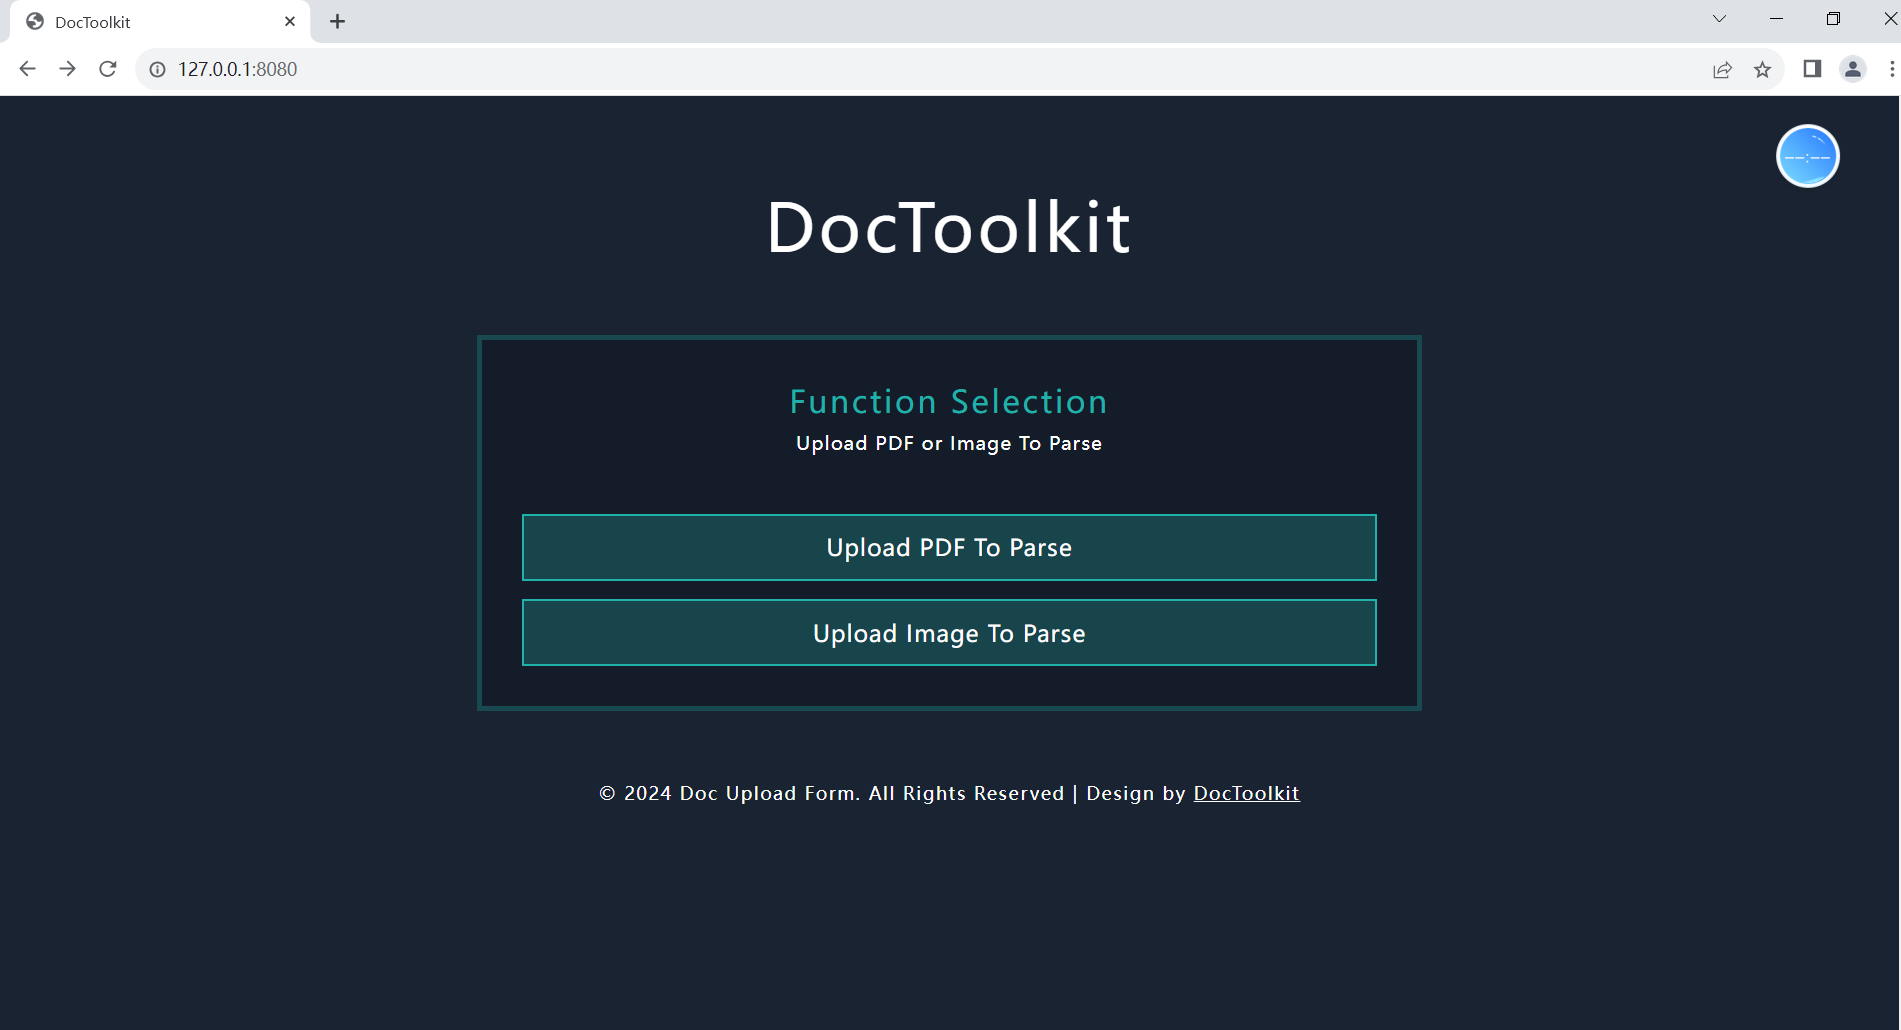 DocToolkit
127.0.0.1:8080
--:--
DocToolkit
Function Selection
Upload PDF or Image To Parse
Upload PDF To Parse
Upload Image To Parse
© 2024 Doc Upload Form. All Rights Reserved | Design by DocToolkit